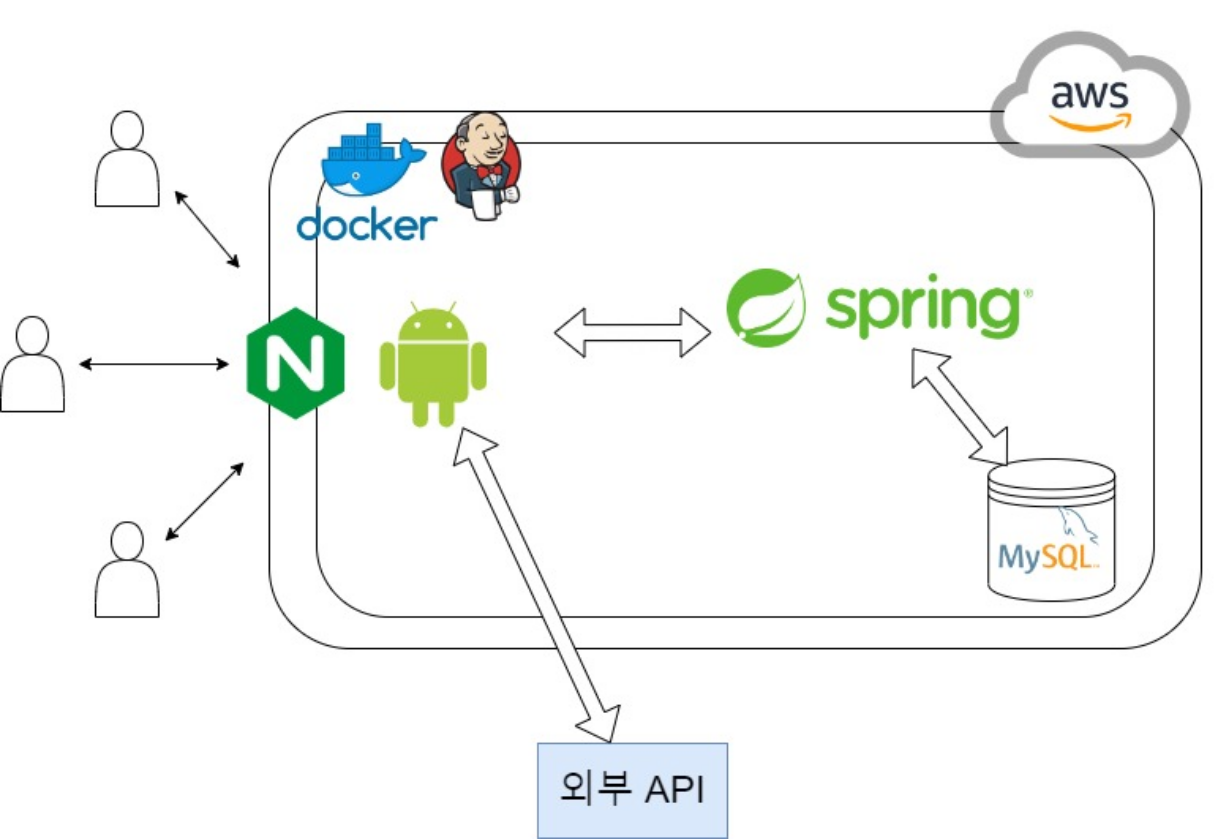 aws
docker
N
spring
MySQL
외부 API